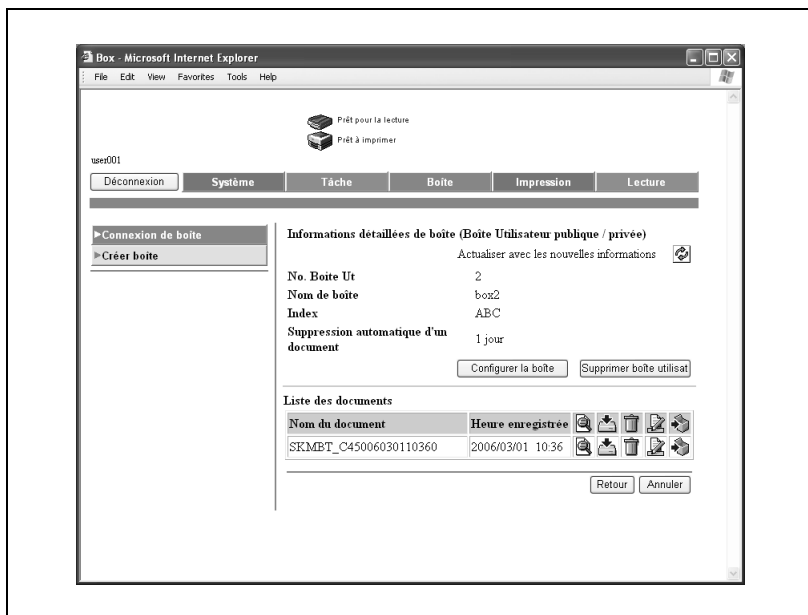 Box - Microsoft Internet Explorer
File Edit View Favorites Tools Help
Prêt pour la lecture
Prêt à imprimer
user001
Déconnexion Système Tâche Boîte Impression Lecture
Connexion de boîte
Créer boîte
Informations détaillées de boîte (Boîte Utilisateur publique / privée)
Actualiser avec les nouvelles informations
No. Boite Ut 2
Nom de boîte box2
Index ABC
Suppression automatique d'un
document
1 jour
Configurer la boîte Supprimer boîte utilisat
Liste des documents
Nom du document Heure enregistrée
SKMBT_C45006030110360 2006/03/01 10:36
Retour Annuler